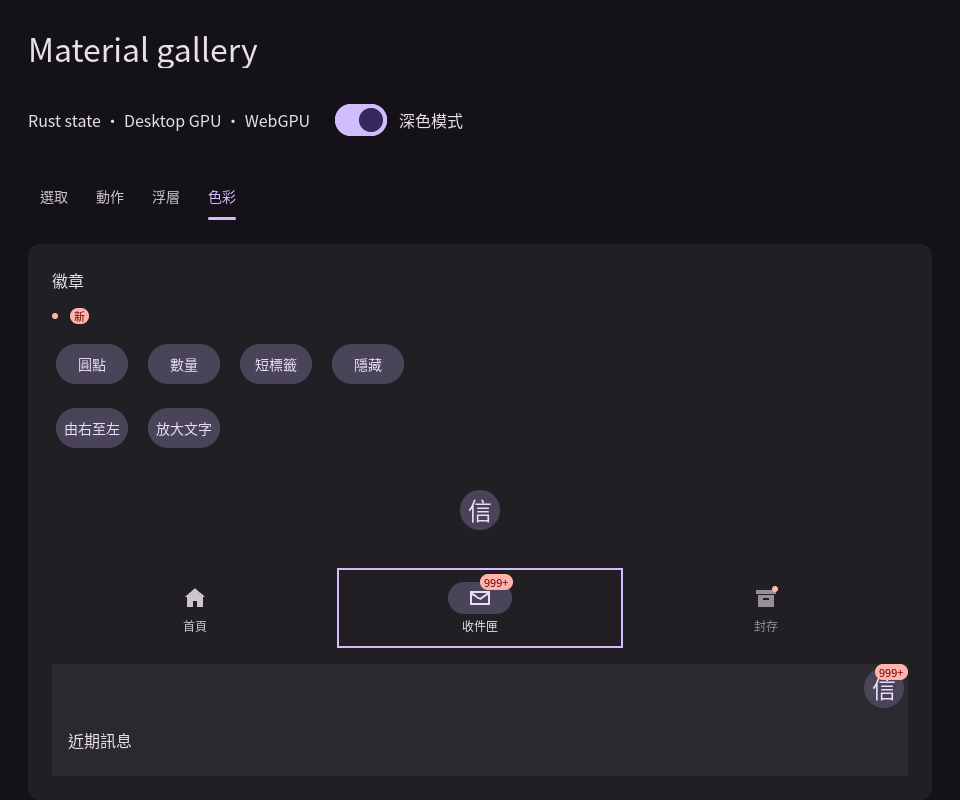 Material gallery
Rust state • Desktop GPU • WebGPU 深色模式
選取 動作 浮層 色彩
徽章
新
圓點 數量 短標籤 隱藏
由右至左 放大文字
信
999+
首頁 收件匣 封存
999+
信
近期訊息